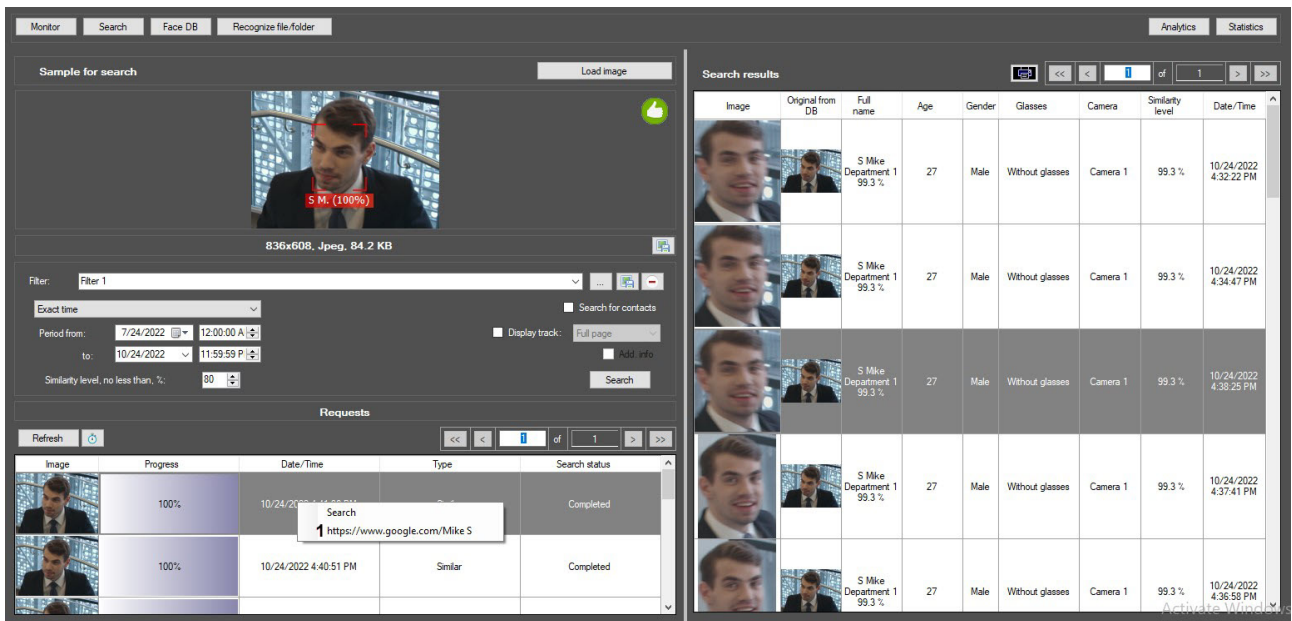 Monitor Search Face DB Recognize file/folder Analytics Statistics
Sample for search Load image
S M. (100%)
836x608, Jpeg, 84.2 KB
Filter: Filter 1 ...
Exact time Search for contacts
Period from: 7/24/2022 12:00:00 A Display track: Full page
to: 10/24/2022 11:59:59 P Add. info
Similarity level, no less than, %: 80 Search
Requests
Refresh << < 1 of 1 > >>
Image Progress Date/Time Type Search status
100% Completed
Search
1 https://www.google.com/Mike S
100% 10/24/2022 4:40:51 PM Similar Completed
Search results << < 1 of 1 > >>
Image Original from DB Full name Age Gender Glasses Camera Similarity level Date/Time
S Mike
Department 1
99.3 %
27 Male Without glasses Camera 1 99.3 % 10/24/2022
4:32:22 PM
S Mike
Department 1
99.3 %
27 Male Without glasses Camera 1 99.3 % 10/24/2022
4:34:47 PM
S Mike
Department 1
99.3 %
27 Male Without glasses Camera 1 99.3 % 10/24/2022
4:38:25 PM
S Mike
Department 1
99.3 %
27 Male Without glasses Camera 1 99.3 % 10/24/2022
4:37:41 PM
S Mike
Department 1
99.3 %
27 Male Without glasses Camera 1 99.3 % 10/24/2022
4:36:58 PM
Activate Windows